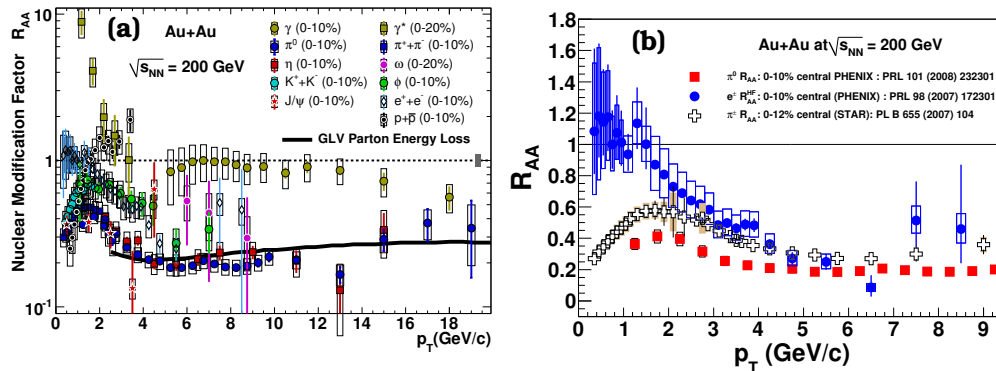 (a)
Au+Au
√sNN = 200 GeV
γ (0-10%)
π⁰ (0-10%)
η (0-10%)
K⁺+K⁻ (0-10%)
J/ψ (0-10%)
γ* (0-20%)
π⁺+π⁻ (0-10%)
ω (0-20%)
φ (0-10%)
e⁺+e⁻ (0-10%)
p+p̄ (0-10%)
GLV Parton Energy Loss
Nuclear Modification Factor R_AA
10
1
10⁻¹
0 2 4 6 8 10 12 14 16 18
p_T(GeV/c)
(b)
Au+Au at √sNN = 200 GeV
π⁰ R_AA: 0-10% central PHENIX : PRL 101 (2008) 232301
e± R_AA^HF: 0-10% central (PHENIX) : PRL 98 (2007) 172301
π± R_AA: 0-12% central (STAR): PL B 655 (2007) 104
R_AA
1.8
1.6
1.4
1.2
1
0.8
0.6
0.4
0.2
0
0 1 2 3 4 5 6 7 8 9
p_T (GeV/c)